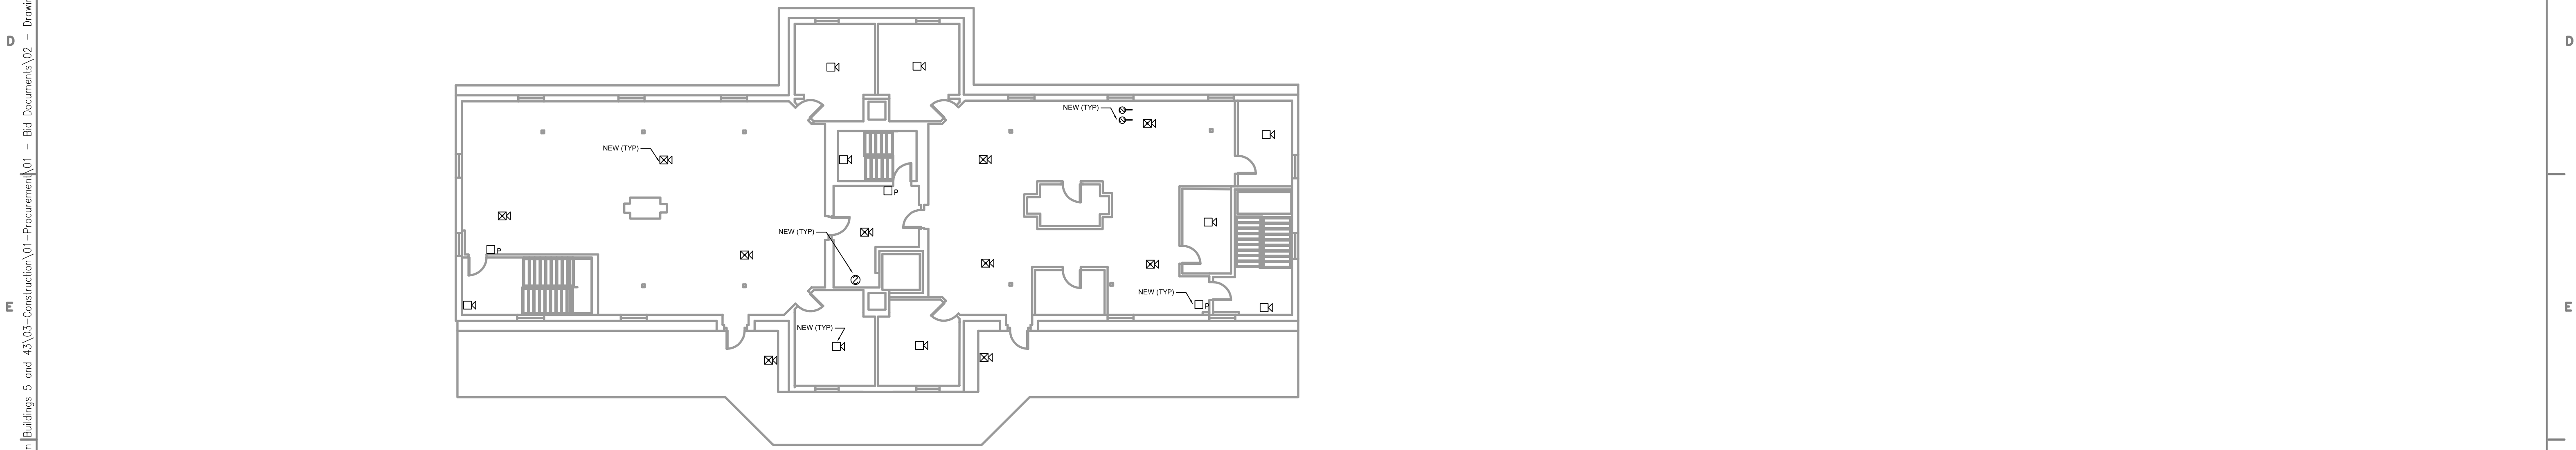 D
D
m Buildings 5 and 43\03-Construction\01-Procurement\01 - Bid Documents\02 - Drawin
NEW (TYP)
NEW (TYP)
P
NEW (TYP)
P
2
NEW (TYP)
P
E
E
NEW (TYP)